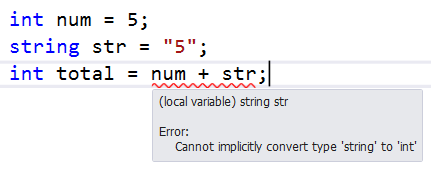 int num = 5;
string str = "5";
int total = num + str;
(local variable) string str
Error:
Cannot implicitly convert type 'string' to 'int'